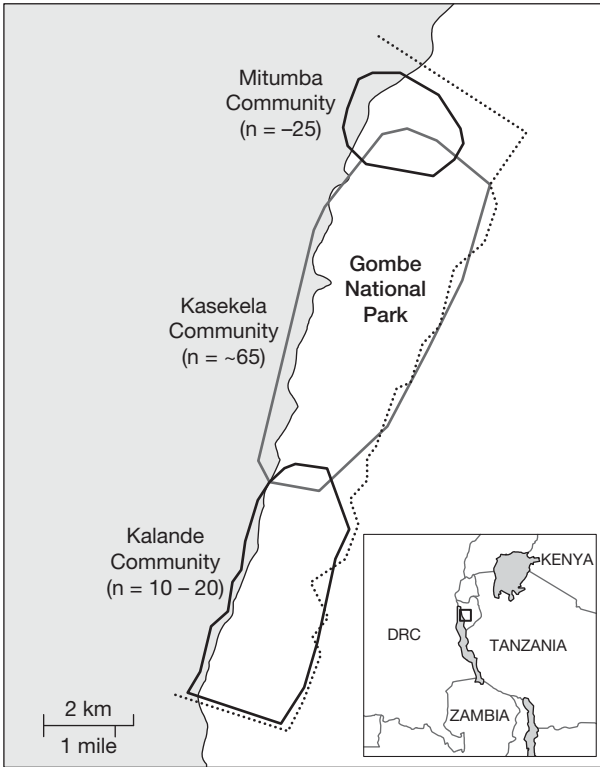 Mitumba
Community
(n = –25)
Gombe
National
Park
Kasekela
Community
(n = ~65)
Kalande
Community
(n = 10 – 20)
2 km
1 mile
KENYA
DRC
TANZANIA
ZAMBIA